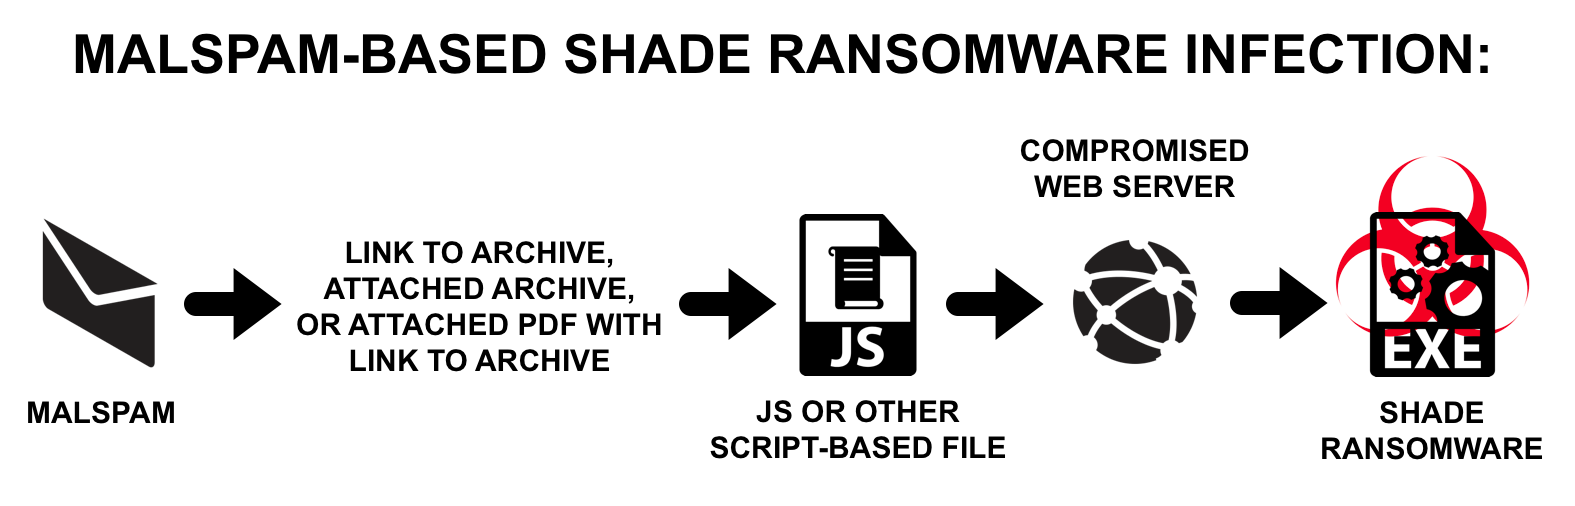 MALSPAM-BASED SHADE RANSOMWARE INFECTION:
MALSPAM
LINK TO ARCHIVE,
ATTACHED ARCHIVE,
OR ATTACHED PDF WITH
LINK TO ARCHIVE
JS
JS OR OTHER
SCRIPT-BASED FILE
COMPROMISED
WEB SERVER
EXE
SHADE
RANSOMWARE